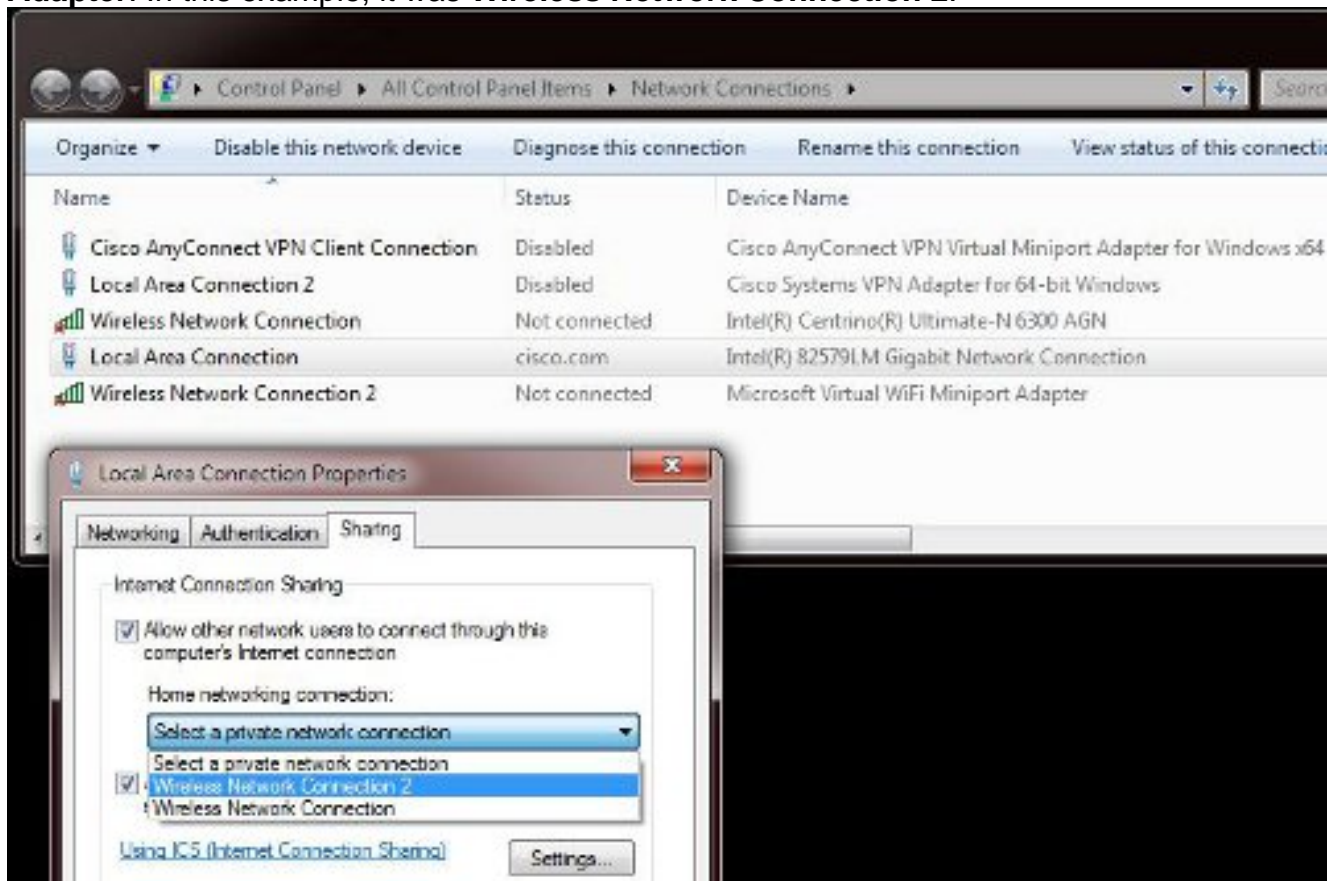 Adapter. In this example, it was Wireless Network Connection 2.
Control Panel ▸ All Control Panel Items ▸ Network Connections ▸
Organize Disable this network device Diagnose this connection Rename this connection View status of this connecti
Name Status Device Name
Cisco AnyConnect VPN Client Connection Disabled Cisco AnyConnect VPN Virtual Miniport Adapter for Windows x64
Local Area Connection 2 Disabled Cisco Systems VPN Adapter for 64-bit Windows
Wireless Network Connection Not connected Intel(R) Centrino(R) Ultimate-N 6300 AGN
Local Area Connection cisco.com Intel(R) 82579LM Gigabit Network Connection
Wireless Network Connection 2 Not connected Microsoft Virtual WiFi Miniport Adapter
Local Area Connection Properties
Networking Authentication Sharing
Internet Connection Sharing
Allow other network users to connect through this
computer's Internet connection
Home networking connection:
Select a private network connection
Select a private network connection
Wireless Network Connection 2
Wireless Network Connection
Using ICS (Internet Connection Sharing) Settings...